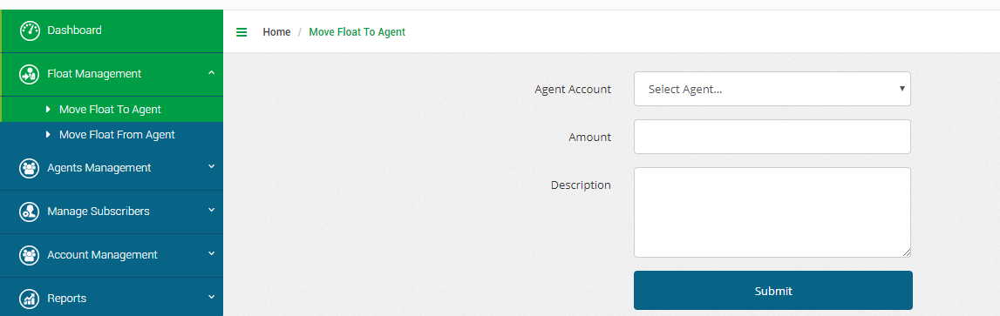 Dashboard
Home / Move Float To Agent
Float Management
Move Float To Agent
Move Float From Agent
Agents Management
Manage Subscribers
Account Management
Reports
Agent Account
Select Agent...
Amount
Description
Submit